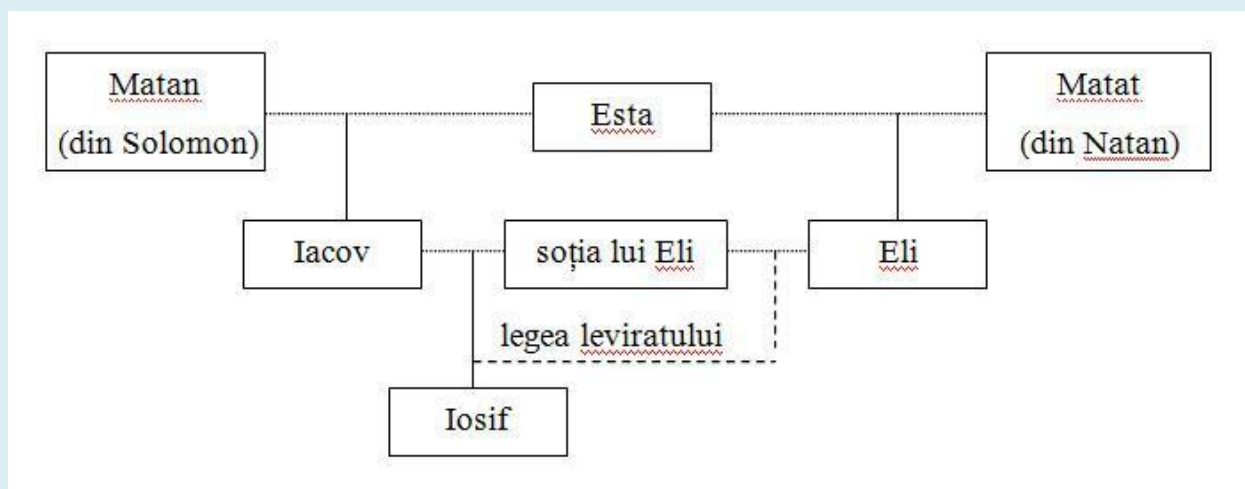 Matan
(din Solomon)
Esta
Matat
(din Natan)
Iacov
soția lui Eli
Eli
legea leviratului
Iosif